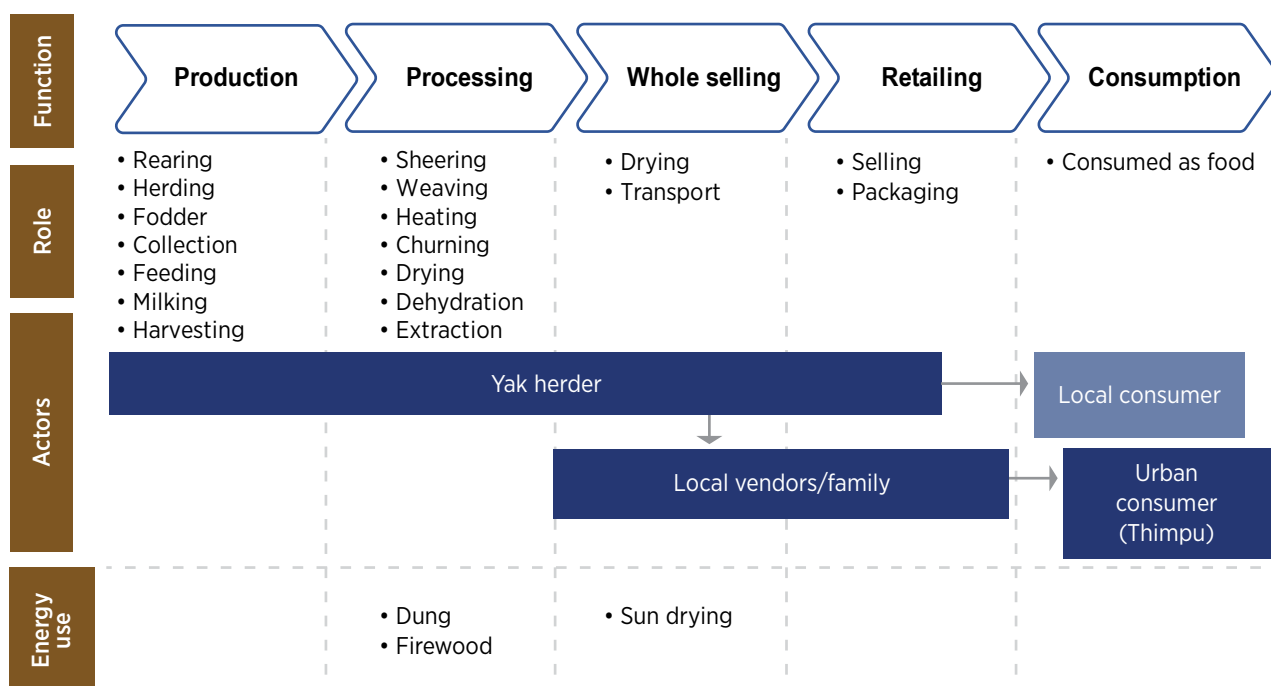 Function
Production
Processing
Whole selling
Retailing
Consumption
Role
• Rearing
• Herding
• Fodder
• Collection
• Feeding
• Milking
• Harvesting
• Sheering
• Weaving
• Heating
• Churning
• Drying
• Dehydration
• Extraction
• Drying
• Transport
• Selling
• Packaging
• Consumed as food
Actors
Yak herder
Local consumer
Local vendors/family
Urban
consumer
(Thimpu)
Energy
use
• Dung
• Firewood
• Sun drying